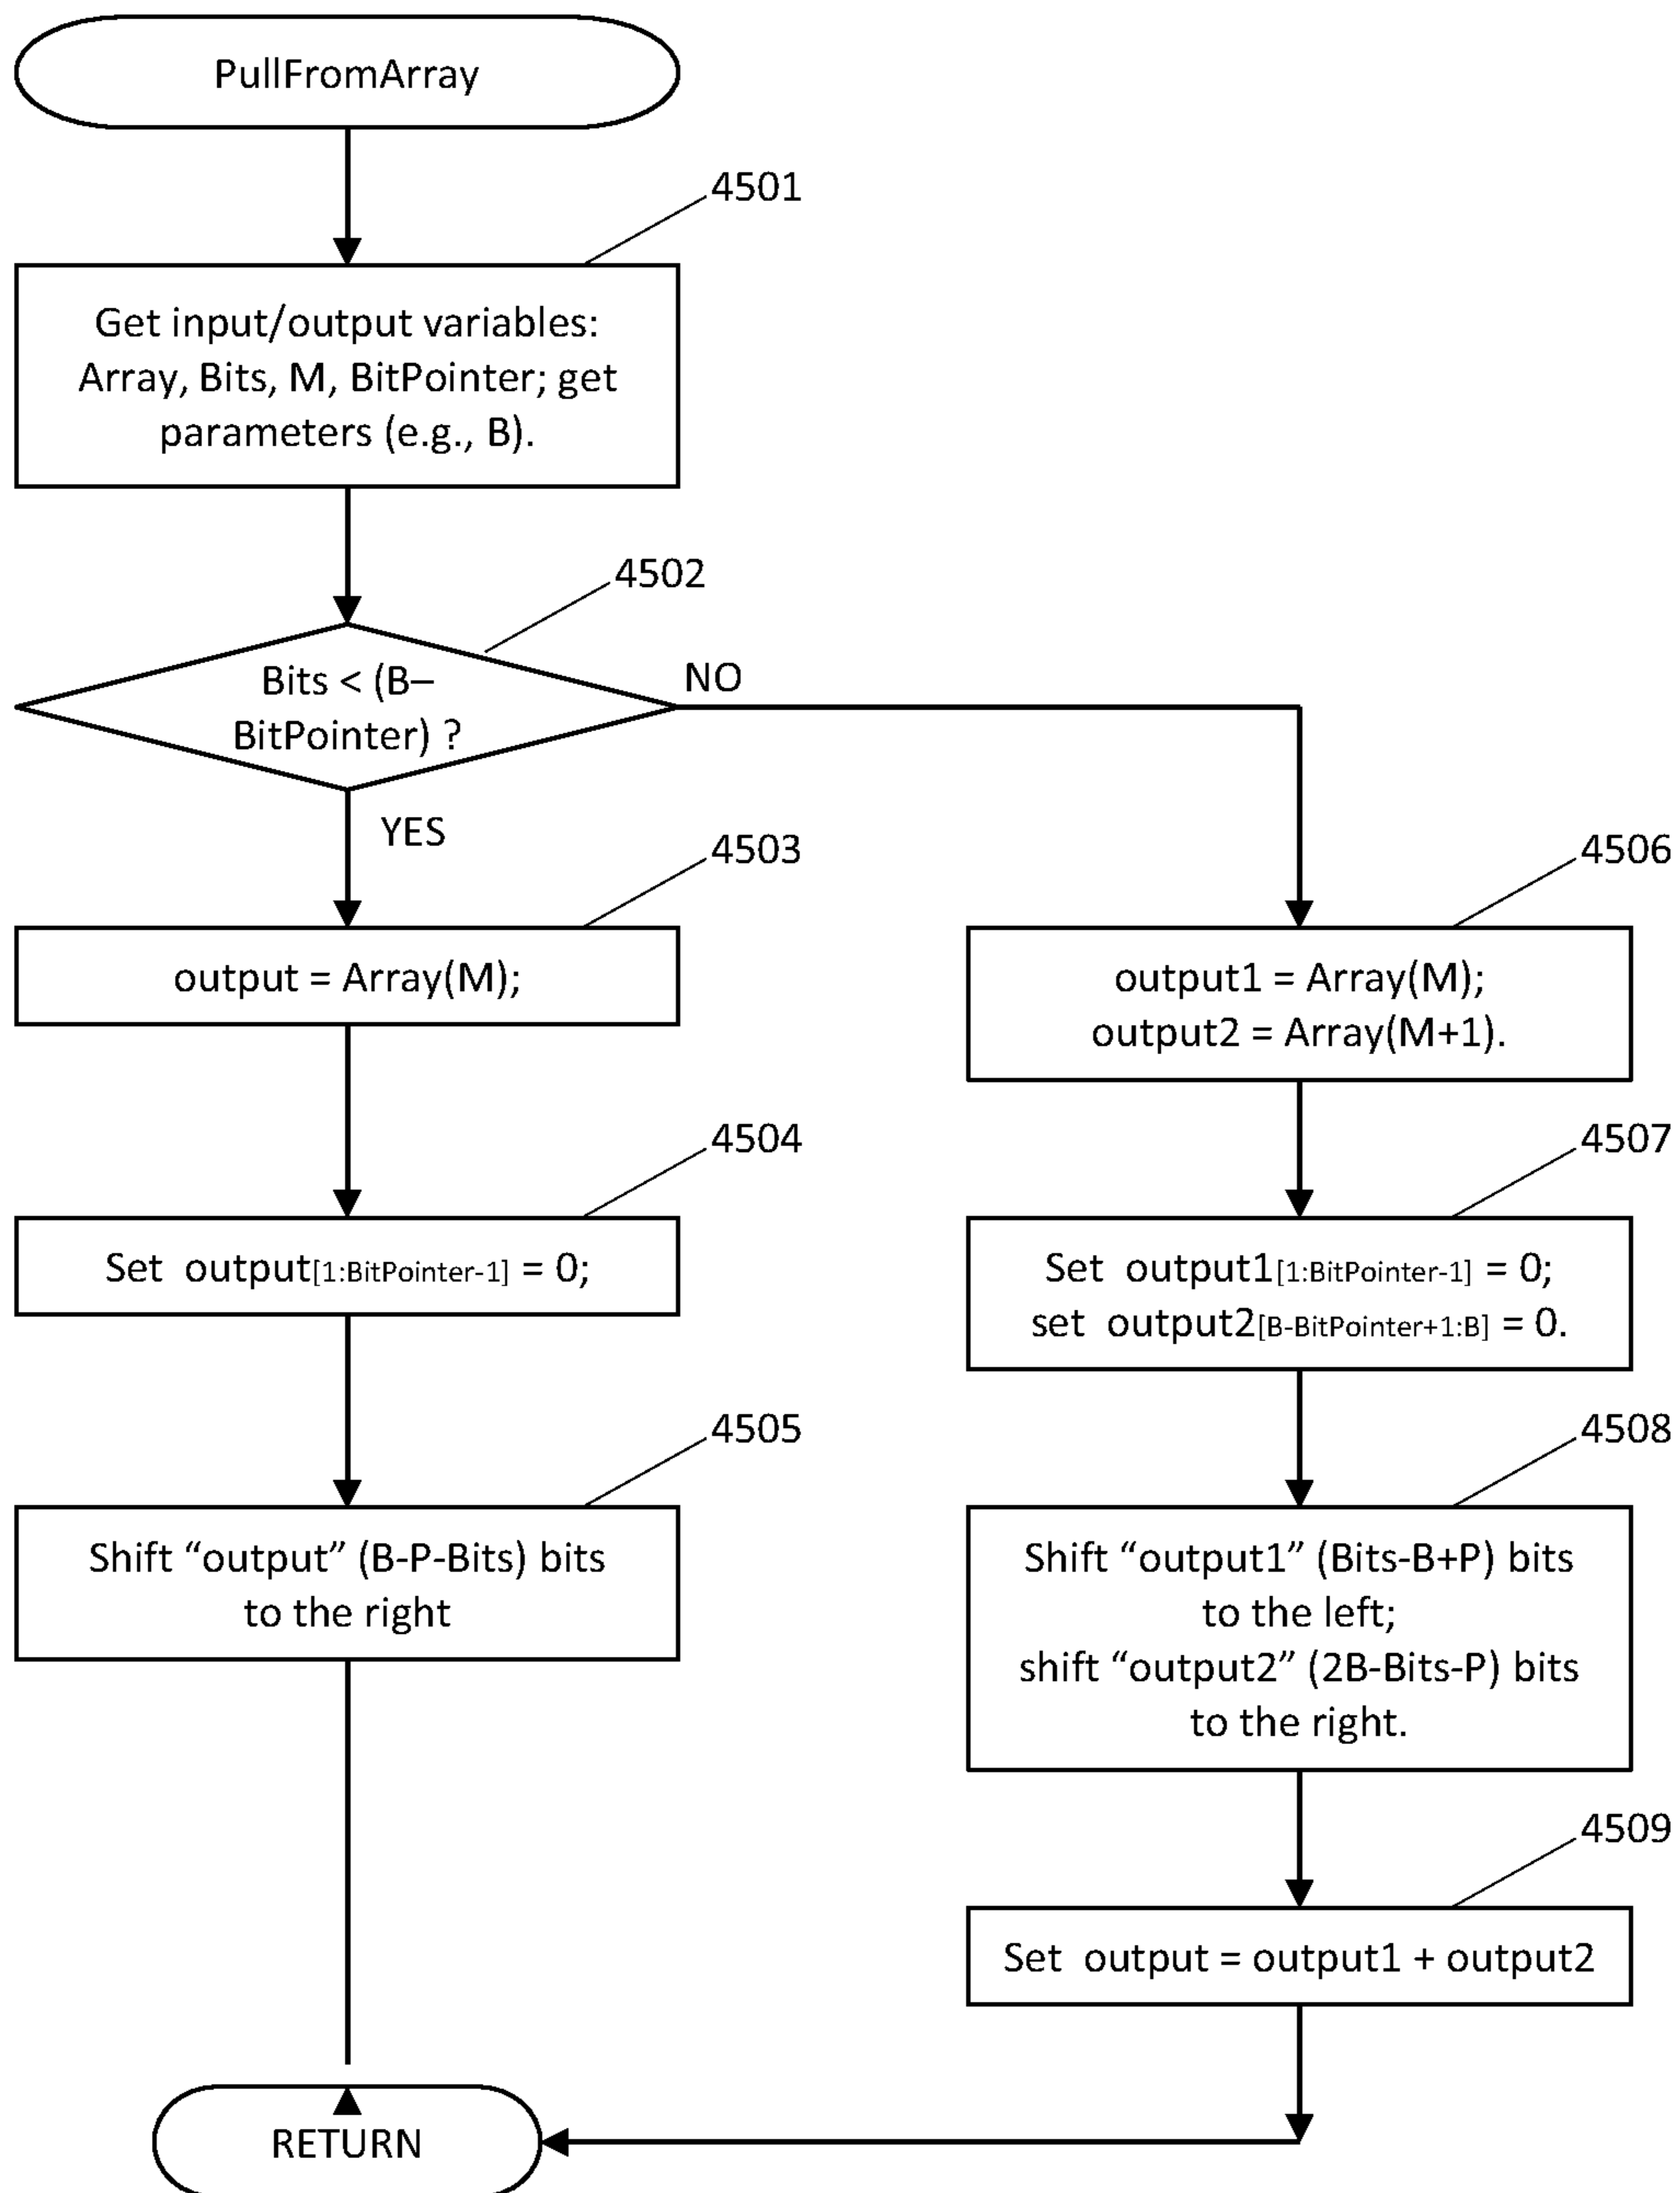 PullFromArray
4501
Get input/output variables:
Array, Bits, M, BitPointer; get
parameters (e.g., B).
4502
Bits < (B–
BitPointer) ?
NO
YES
4503
output = Array(M);
4504
Set output[1:BitPointer-1] = 0;
4505
Shift “output” (B-P-Bits) bits
to the right
4506
output1 = Array(M);
output2 = Array(M+1).
4507
Set output1[1:BitPointer-1] = 0;
set output2[B-BitPointer+1:B] = 0.
4508
Shift “output1” (Bits-B+P) bits
to the left;
shift “output2” (2B-Bits-P) bits
to the right.
4509
Set output = output1 + output2
RETURN